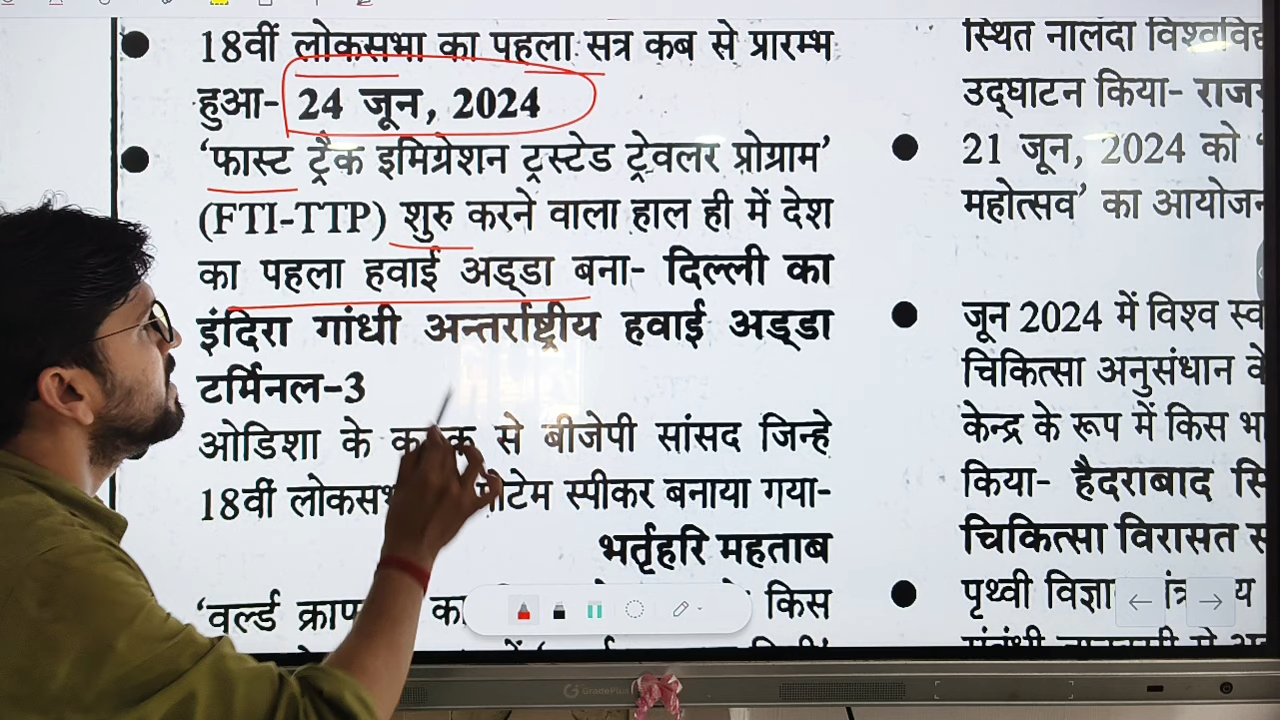 18वीं लोकसभा का पहला सत्र कब से प्रारम्भ
हुआ- 24 जून, 2024
‘फास्ट ट्रैक इमिग्रेशन ट्रस्टेड ट्रेवलर प्रोग्राम’
(FTI-TTP) शुरु करने वाला हाल ही में देश
का पहला हवाई अड्डा बना- दिल्ली का
इंदिरा गांधी अन्तर्राष्ट्रीय हवाई अड्डा
टर्मिनल-3
ओडिशा के से बीजेपी सांसद जिन्हे
18वीं स्पीकर बनाया गया-
भर्तृहरि महताब
‘वर्ल्ड किस
स्थित नालंदा
उद्घाटन किया-
21 जून, 2024 को
महोत्सव’ का आयोजन
जून 2024 में विश्व
चिकित्सा अनुसंधान
केन्द्र के रूप में किस
किया- हैदराबाद
चिकित्सा विरासत
पृथ्वी
GradePlus